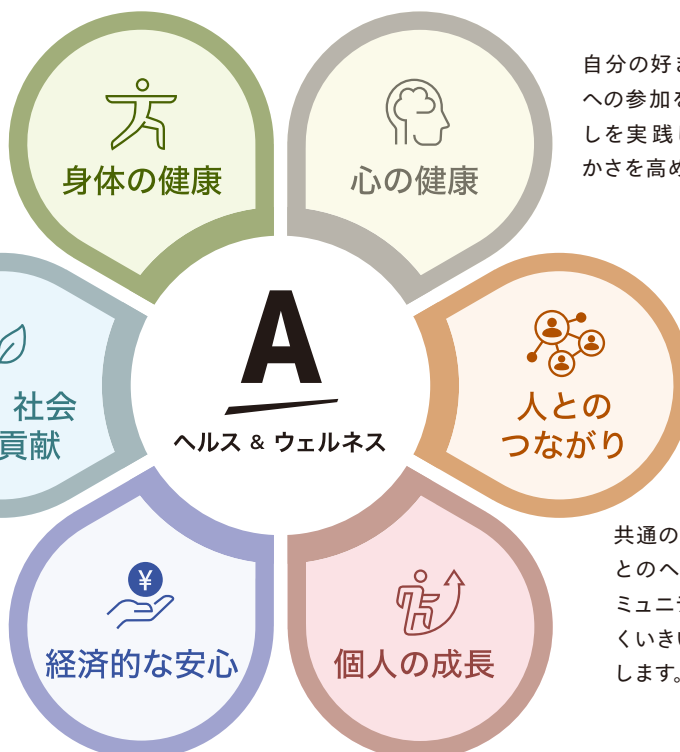 身体の健康
心の健康
自分の好
への参加
しを実践
かさを高
社会
貢献
A
ヘルス & ウェルネス
人との
つながり
¥
経済的な安心
個人の成長
共通の
とのへ
ミュニ
くいきい
します。